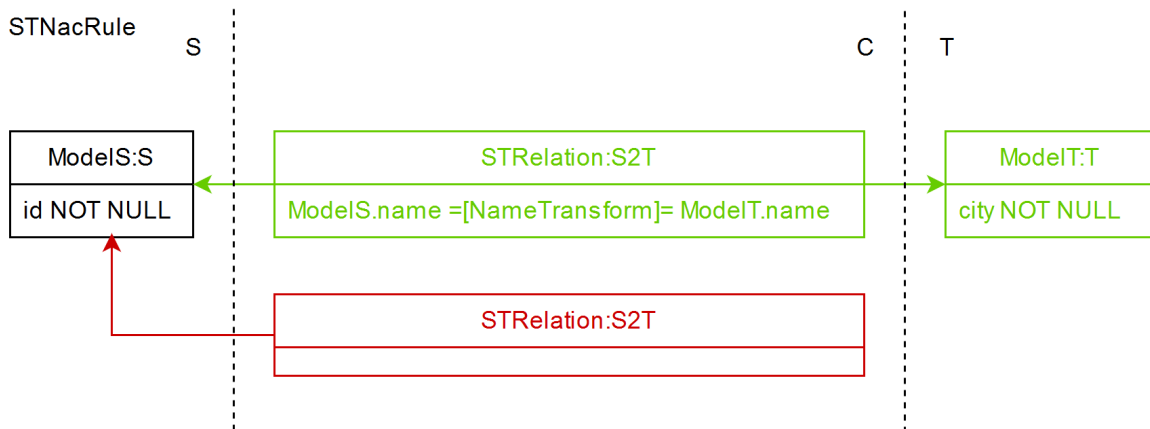 STNacRule
S
C
T
ModelS:S
STRelation:S2T
ModelT:T
id NOT NULL
ModelS.name =[NameTransform]= ModelT.name
city NOT NULL
STRelation:S2T